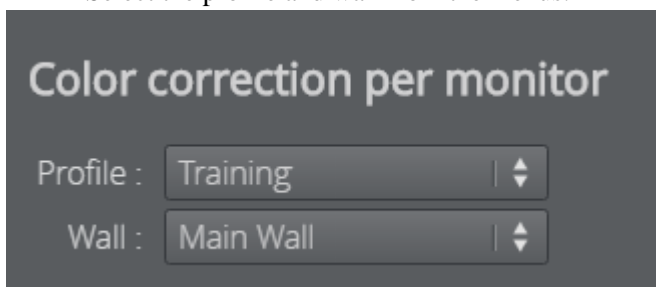 Color correction per monitor
Profile : Training
Wall : Main Wall